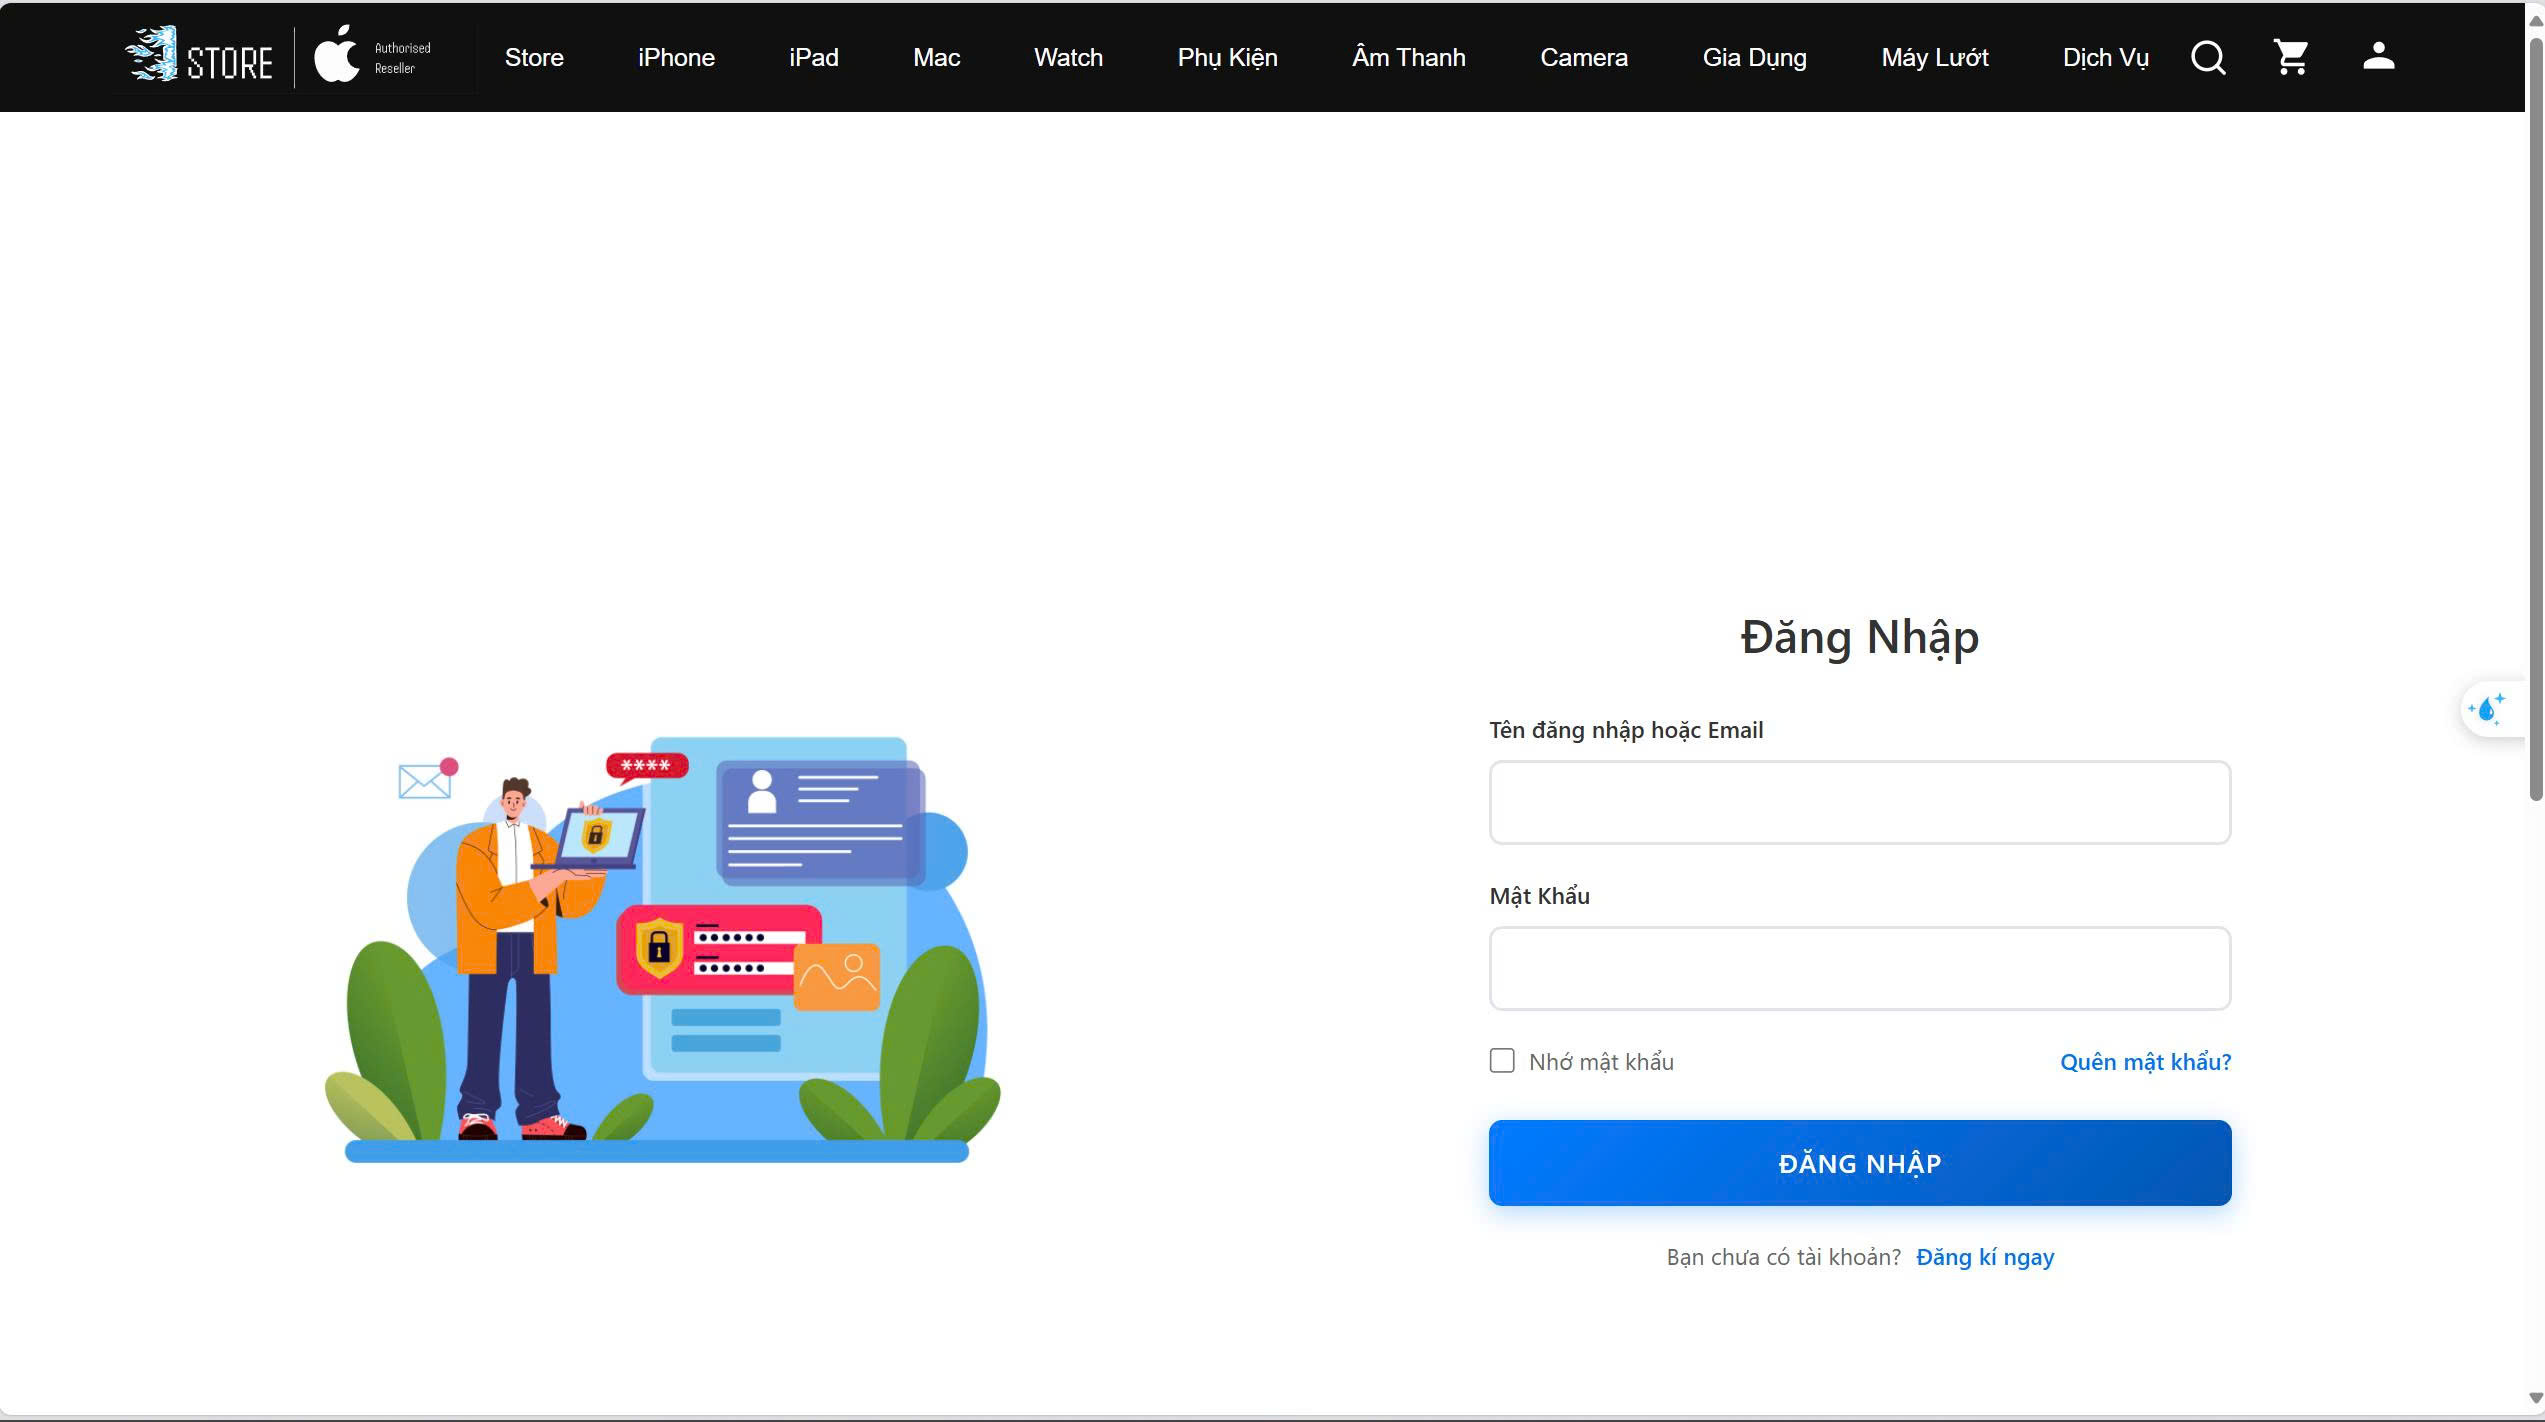 STORE
Authorised
Reseller
Store iPhone iPad Mac Watch Phụ Kiện Âm Thanh Camera Gia Dụng Máy Lướt Dịch Vụ
****
Đăng Nhập
Tên đăng nhập hoặc Email
Mật Khẩu
Nhớ mật khẩu Quên mật khẩu?
ĐĂNG NHẬP
Bạn chưa có tài khoản? Đăng kí ngay